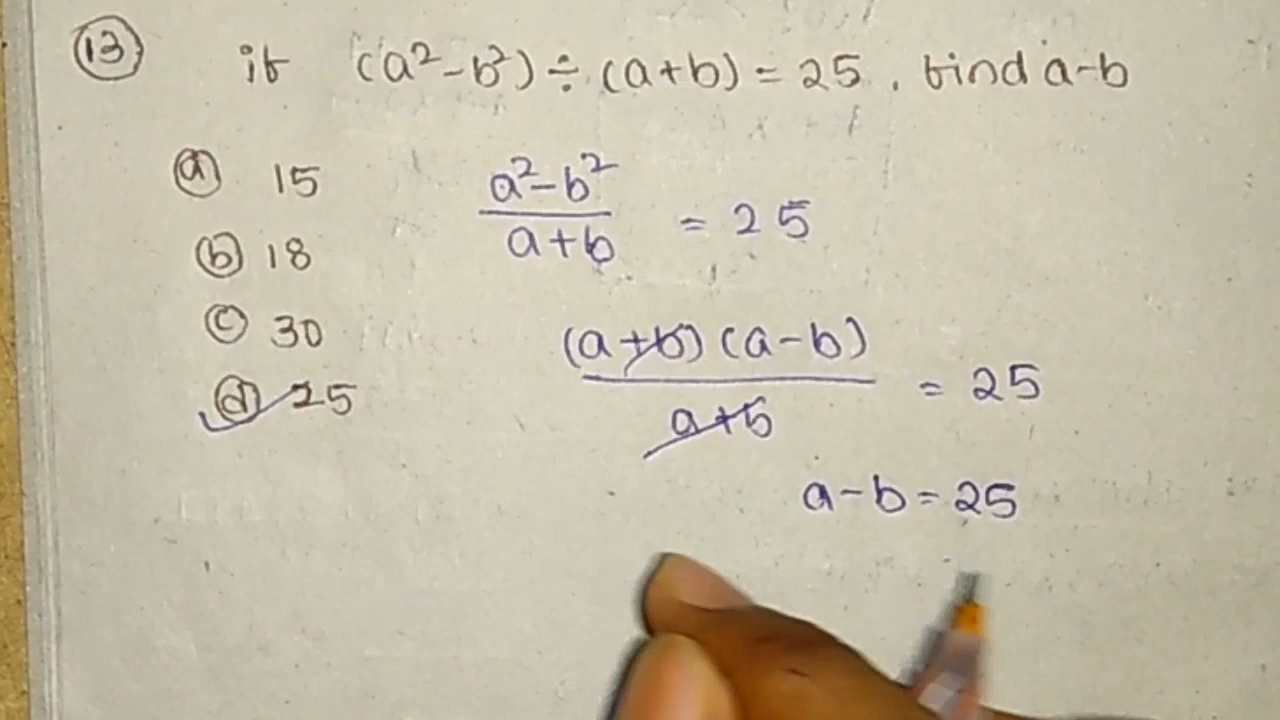 13 if (a²-b²) ÷ (a+b) = 25 . find a-b
a 15
b 18
c 30
d 25
a²-b² / a+b = 25
(a+b) (a-b) / a+b = 25
a-b = 25